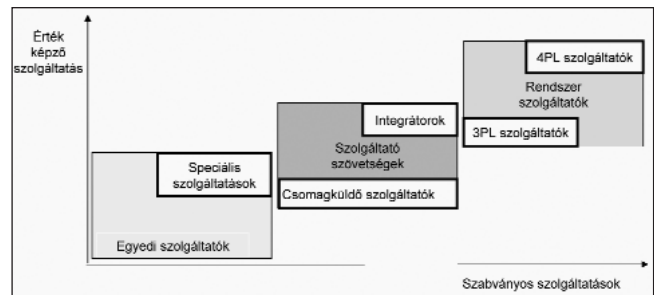 Érték
képző
szolgáltatás
4PL szolgáltatók
Rendszer
szolgáltatók
3PL szolgáltatók
Integrátorok
Szolgáltató
szövetségek
Csomagküldő szolgáltatók
Speciális
szolgáltatások
Egyedi szolgáltatók
Szabványos szolgáltatások